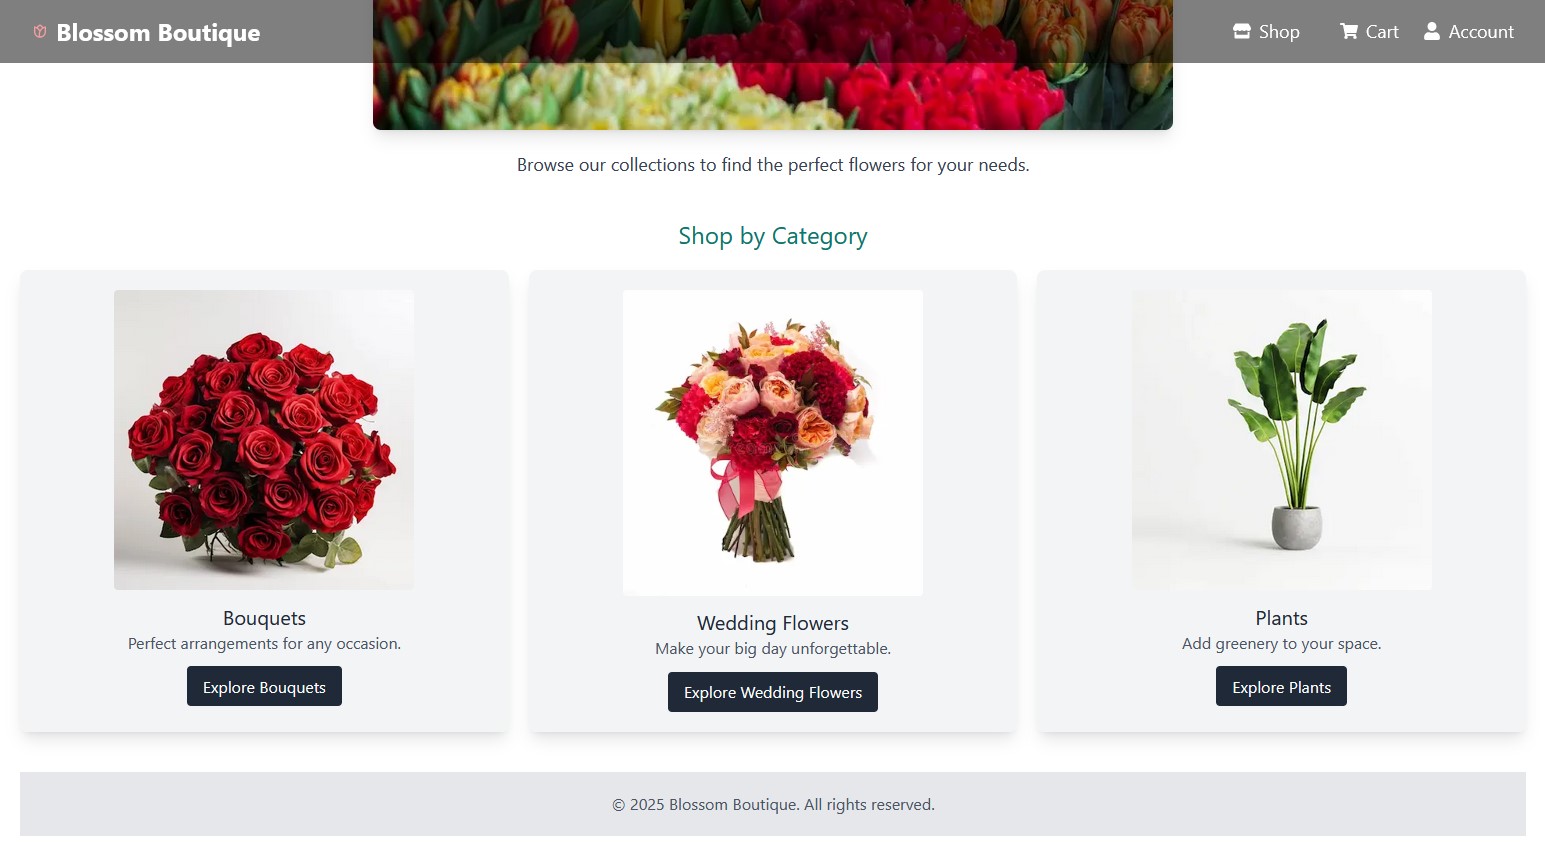 Blossom Boutique
Shop
Cart
Account
Browse our collections to find the perfect flowers for your needs.
Shop by Category
Bouquets
Perfect arrangements for any occasion.
Explore Bouquets
Wedding Flowers
Make your big day unforgettable.
Explore Wedding Flowers
Plants
Add greenery to your space.
Explore Plants
© 2025 Blossom Boutique. All rights reserved.